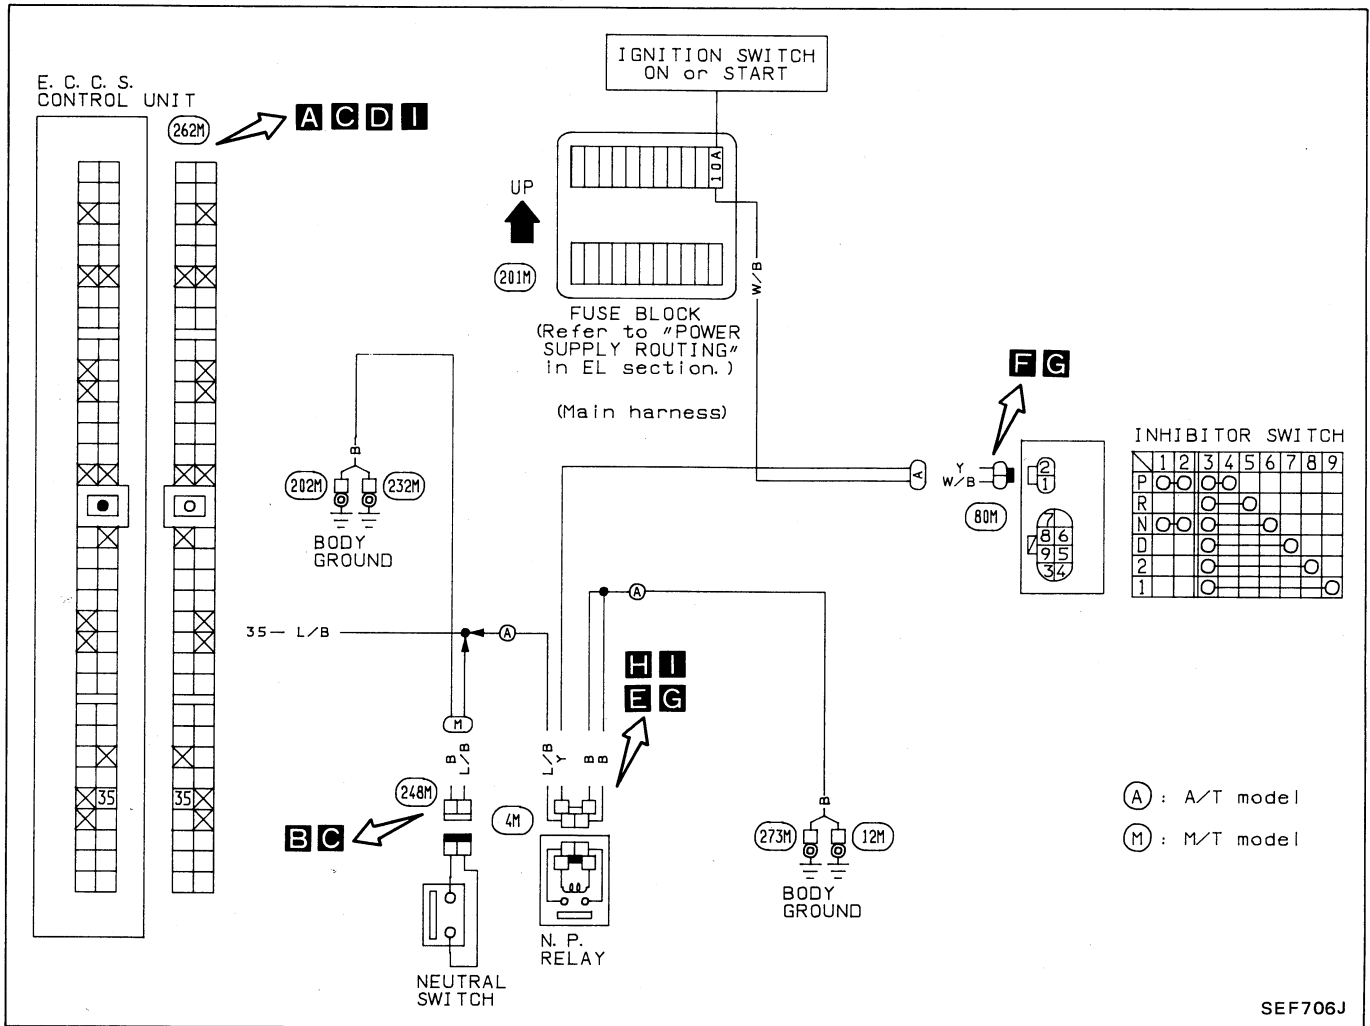 IGNITION SWITCH
ON or START
E. C. C. S.
CONTROL UNIT
262M
A C D I
10A
UP
201M
W/B
FUSE BLOCK
(Refer to "POWER
SUPPLY ROUTING"
in EL section.)
(Main harness)
F G
INHIBITOR SWITCH
1 2 3 4 5 6 7 8 9
P
R
N
D
2
1
A
Y
W/B
80M
2
1
7
8 6
9 5
3 4
B
202M
232M
BODY
GROUND
35 L/B
A
A
H I
E G
M
B
L/B
L/B
Y
B
B
248M
4M
B C
35
35
B
273M
12M
BODY
GROUND
A : A/T model
M : M/T model
N. P.
RELAY
NEUTRAL
SWITCH
SEF706J